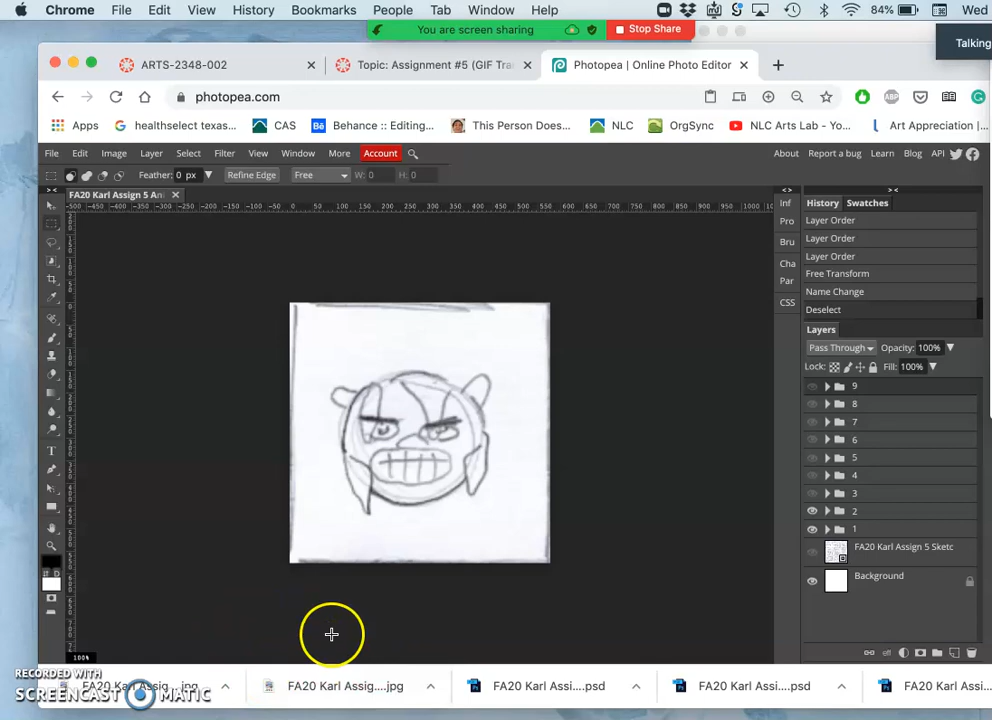 Chrome File Edit View History Bookmarks People Tab Window Help 84% Wed
You are screen sharing Stop Share
Talking
ARTS-2348-002 Topic: Assignment #5 (GIF Tra Photopea | Online Photo Editor
photopea.com
Apps healthselect texas... CAS Behance :: Editing... This Person Does... NLC OrgSync NLC Arts Lab - Yo... Art Appreciation |...
File Edit Image Layer Select Filter View Window More Account About Report a bug Learn Blog API
Feather: 0 px Refine Edge Free W: 0 H: 0
FA20 Karl Assign 5 Ani
Inf
Pro
Bru
Cha
Par
CSS
History Swatches
Layer Order
Layer Order
Layer Order
Free Transform
Name Change
Deselect
Layers
Pass Through Opacity: 100%
Lock: Fill: 100%
9
8
7
6
5
4
3
2
1
FA20 Karl Assign 5 Sketc
Background
100%
FA20 Karl Assig....jpg FA20 Karl Assi....psd FA20 Karl Assi....psd FA20 Karl Assi
RECORDED WITH
SCREENCAST MATIC